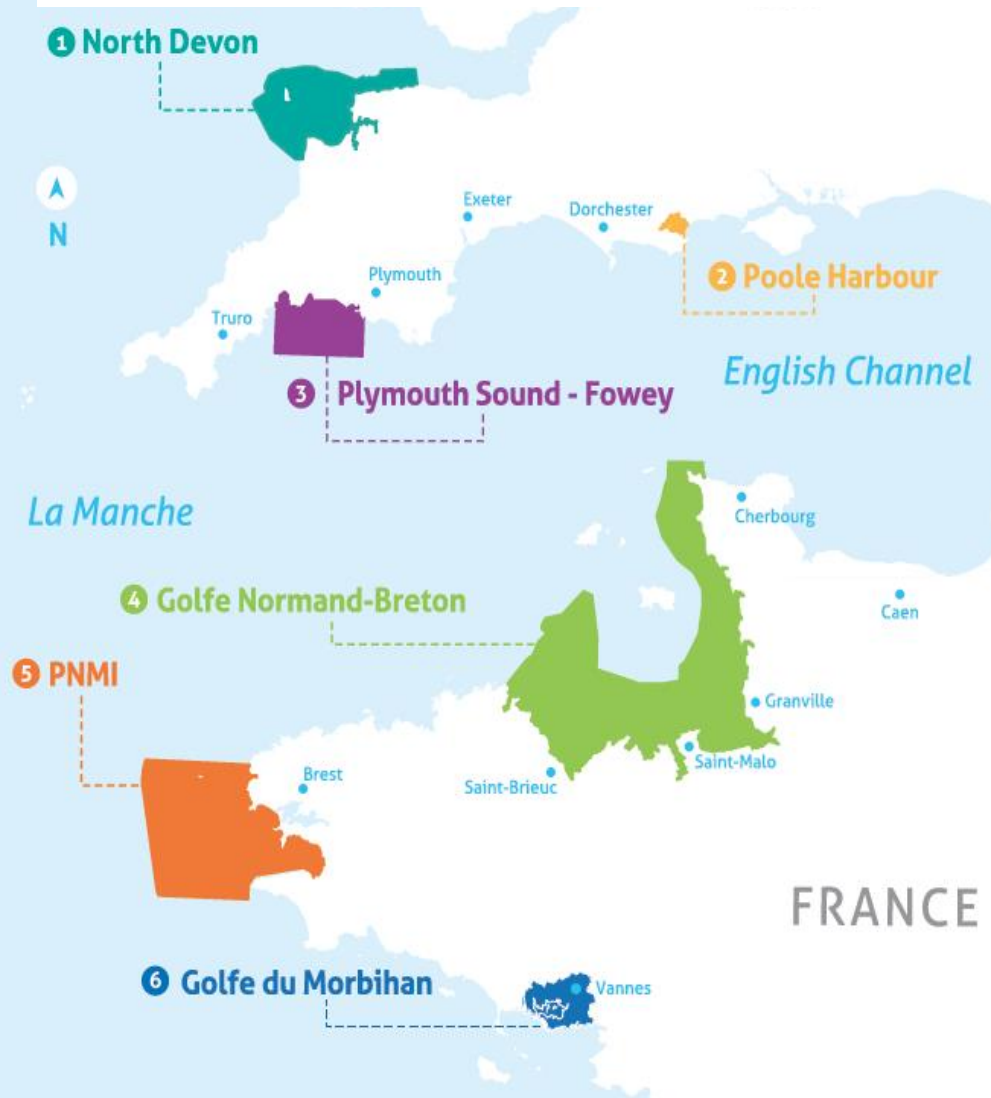 1 North Devon
N
Exeter
Dorchester
Plymouth
2 Poole Harbour
Truro
English Channel
3 Plymouth Sound - Fowey
La Manche
Cherbourg
4 Golfe Normand-Breton
Caen
5 PNMI
Granville
Saint-Malo
Brest
Saint-Brieuc
FRANCE
6 Golfe du Morbihan
Vannes